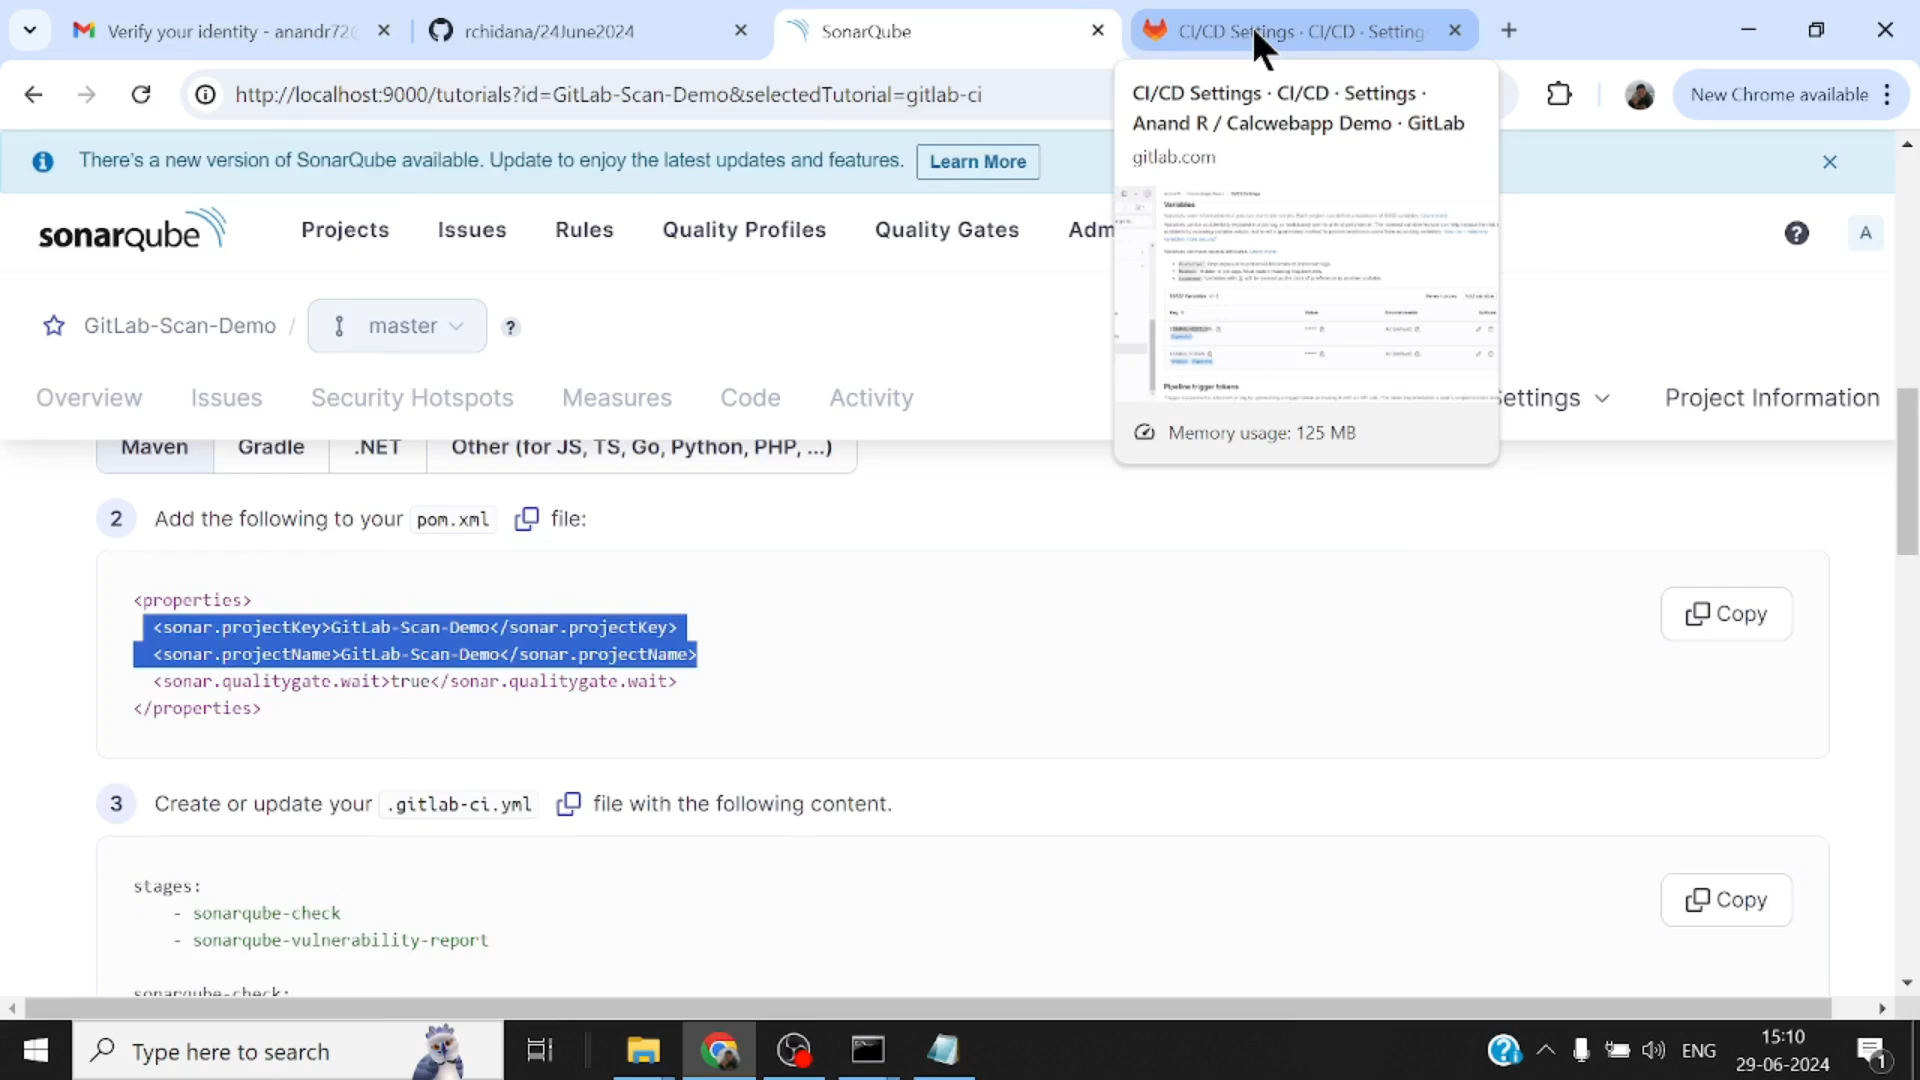 Verify your identity - anandr72@
rchidana/24June2024
SonarQube
CI/CD Settings · CI/CD · Setting
http://localhost:9000/tutorials?id=GitLab-Scan-Demo&selectedTutorial=gitlab-ci
New Chrome available
CI/CD Settings · CI/CD · Settings ·
Anand R / Calcwebapp Demo · GitLab
gitlab.com
Variables
Pipeline trigger tokens
Memory usage: 125 MB
There's a new version of SonarQube available. Update to enjoy the latest updates and features.
Learn More
sonarqube
Projects
Issues
Rules
Quality Profiles
Quality Gates
Adm
A
GitLab-Scan-Demo /
master
?
Overview
Issues
Security Hotspots
Measures
Code
Activity
Settings
Project Information
Maven
Gradle
.NET
Other (for JS, TS, Go, Python, PHP, ...)
2 Add the following to your pom.xml file:
<properties>
<sonar.projectKey>GitLab-Scan-Demo</sonar.projectKey>
<sonar.projectName>GitLab-Scan-Demo</sonar.projectName>
<sonar.qualitygate.wait>true</sonar.qualitygate.wait>
</properties>
Copy
3 Create or update your .gitlab-ci.yml file with the following content.
stages:
- sonarqube-check
- sonarqube-vulnerability-report
sonarqube-check:
Copy
Type here to search
ENG
15:10
29-06-2024
1